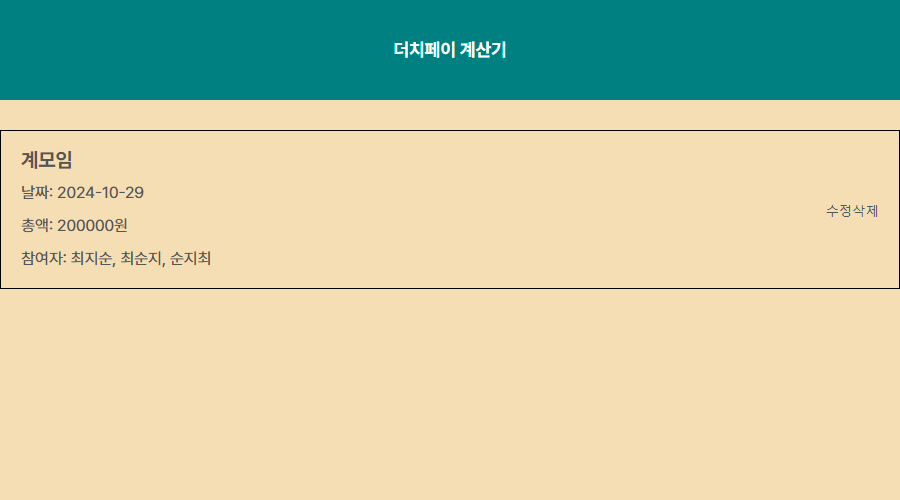 더치페이 계산기
계모임
날짜: 2024-10-29
총액: 200000원
참여자: 최지순, 최순지, 순지최
수정삭제